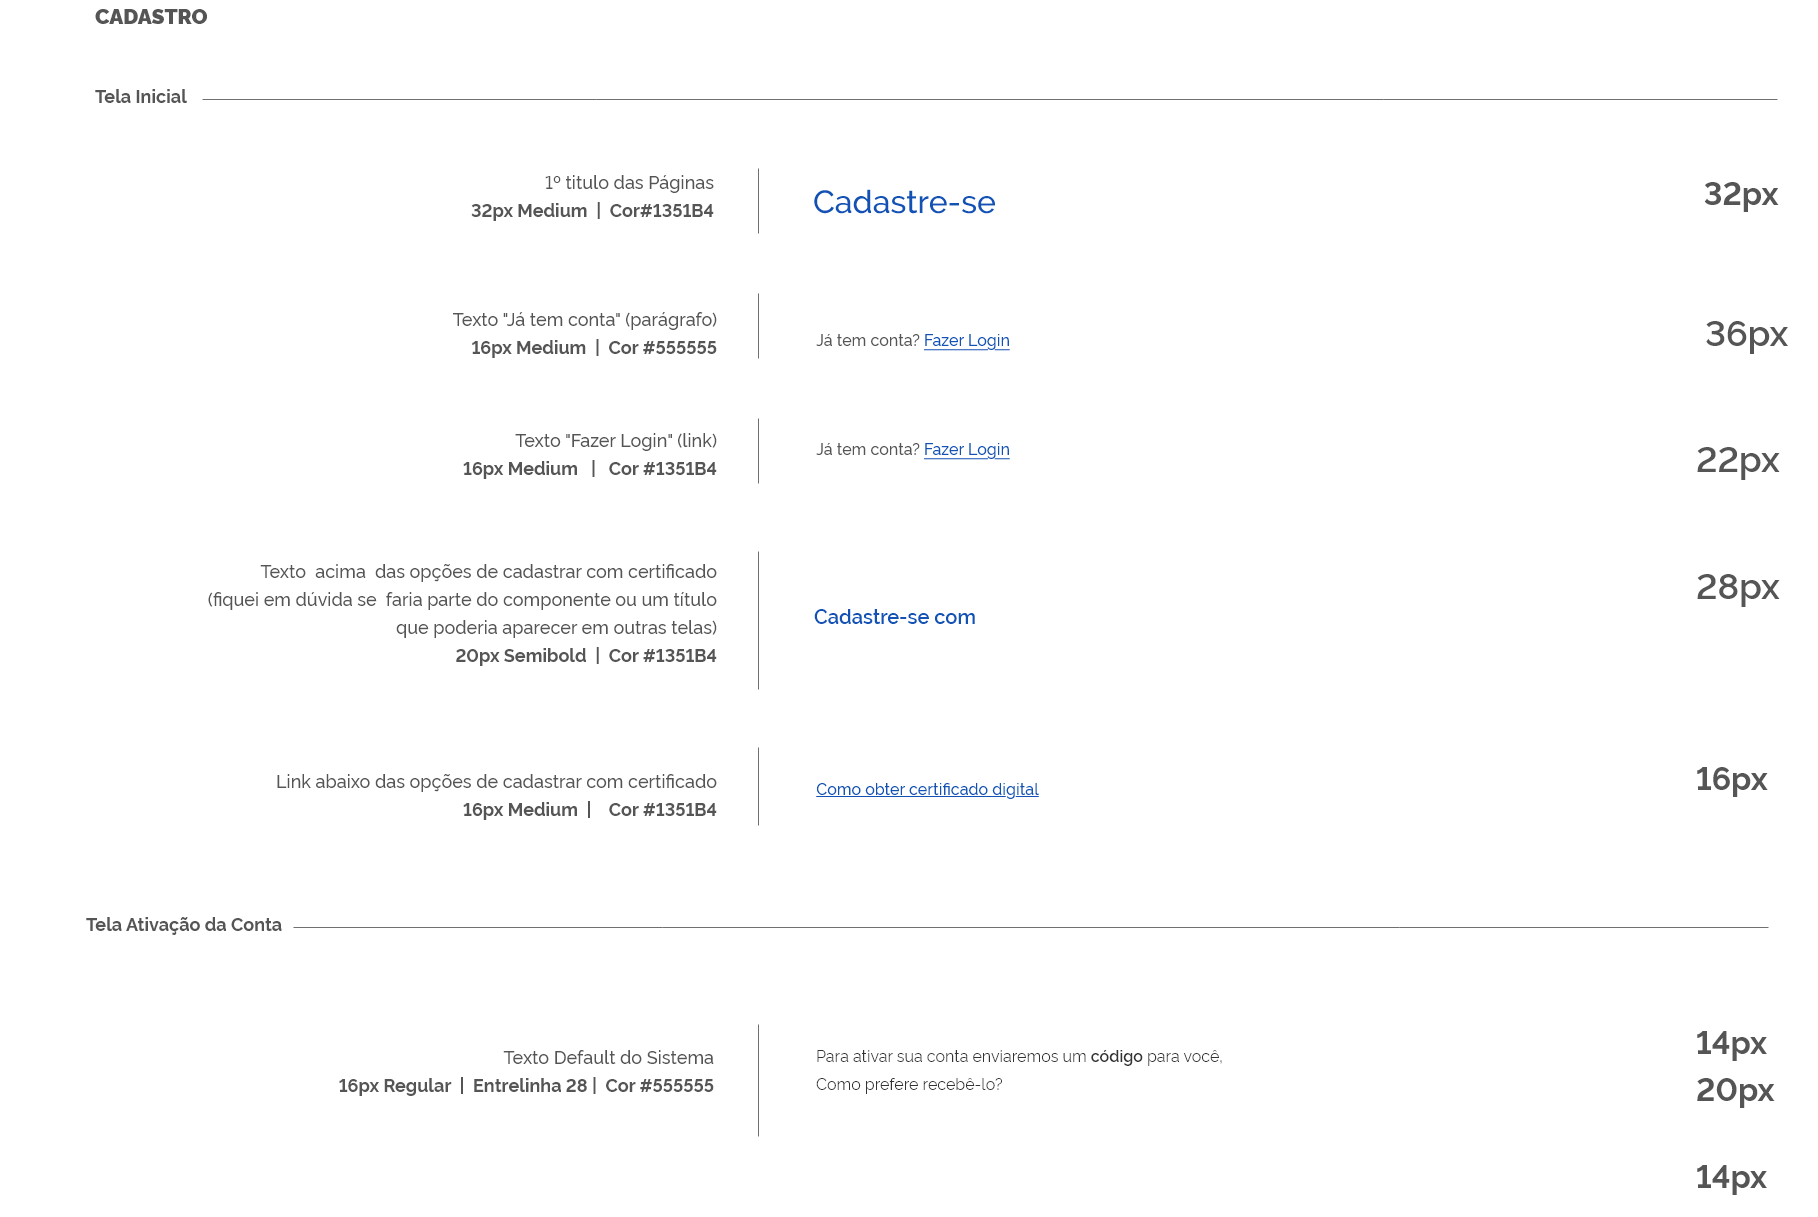 CADASTRO
Tela Inicial
1º titulo das Páginas
32px Medium | Cor#1351B4
Cadastre-se
32px
Texto "Já tem conta" (parágrafo)
16px Medium | Cor #555555
Já tem conta? Fazer Login
36px
Texto "Fazer Login" (link)
16px Medium | Cor #1351B4
Já tem conta? Fazer Login
22px
Texto acima das opções de cadastrar com certificado
(fiquei em dúvida se faria parte do componente ou um título
que poderia aparecer em outras telas)
20px Semibold | Cor #1351B4
Cadastre-se com
28px
Link abaixo das opções de cadastrar com certificado
16px Medium | Cor #1351B4
Como obter certificado digital
16px
Tela Ativação da Conta
Texto Default do Sistema
16px Regular | Entrelinha 28 | Cor #555555
Para ativar sua conta enviaremos um código para você,
Como prefere recebê-lo?
14px
20px
14px